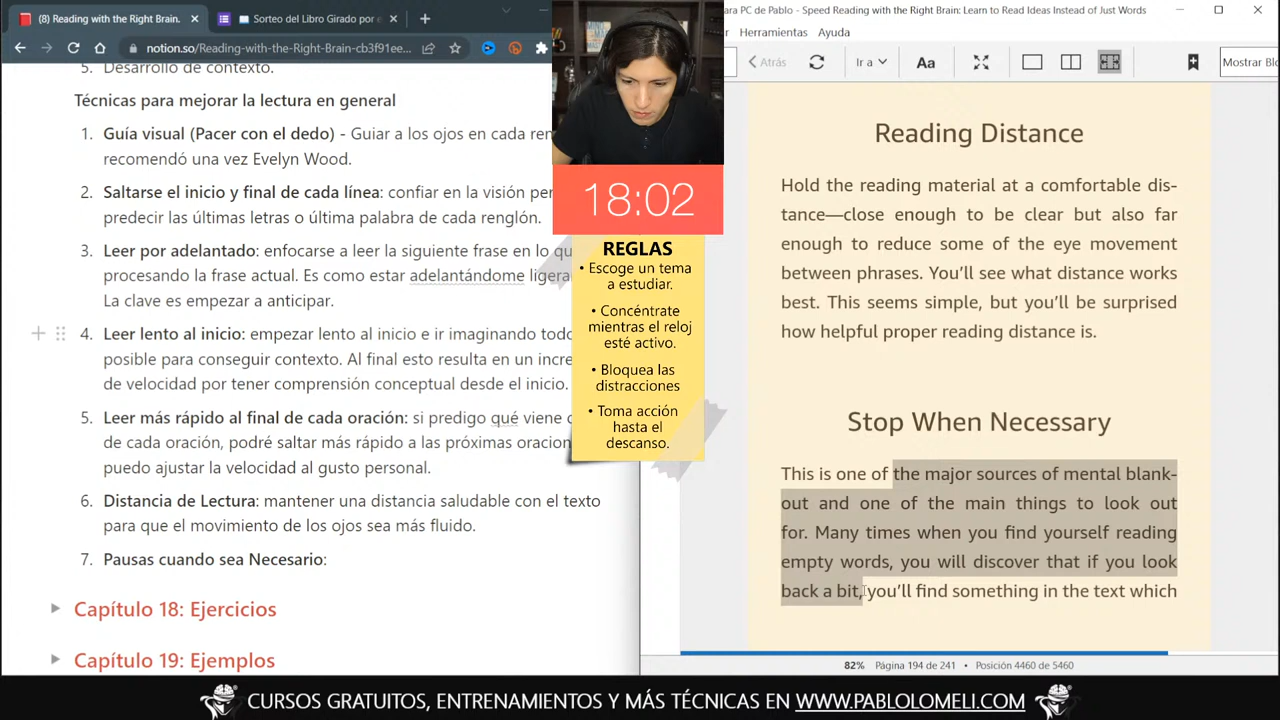 (8) Reading with the Right Brain.
Sorteo del Libro Girado por e
notion.so/Reading-with-the-Right-Brain-cb3f91ee...
5. Desarrollo de contexto.
Técnicas para mejorar la lectura en general
1. Guía visual (Pacer con el dedo) - Guiar a los ojos en cada ren
recomendó una vez Evelyn Wood.
2. Saltarse el inicio y final de cada línea: confiar en la visión per
predecir las últimas letras o última palabra de cada renglón.
3. Leer por adelantado: enfocarse a leer la siguiente frase en lo qu
procesando la frase actual. Es como estar adelantándome ligera
La clave es empezar a anticipar.
4. Leer lento al inicio: empezar lento al inicio e ir imaginando todo
posible para conseguir contexto. Al final esto resulta en un incre
de velocidad por tener comprensión conceptual desde el inicio.
5. Leer más rápido al final de cada oración: si predigo qué viene
de cada oración, podré saltar más rápido a las próximas oracion
puedo ajustar la velocidad al gusto personal.
6. Distancia de Lectura: mantener una distancia saludable con el texto
para que el movimiento de los ojos sea más fluido.
7. Pausas cuando sea Necesario:
Capítulo 18: Ejercicios
Capítulo 19: Ejemplos
18:02
REGLAS
• Escoge un tema
a estudiar.
• Concéntrate
mientras el reloj
esté activo.
• Bloquea las
distracciones
• Toma acción
hasta el
descanso.
ara PC de Pablo - Speed Reading with the Right Brain: Learn to Read Ideas Instead of Just Words
Herramientas Ayuda
Atrás
Ir a
Aa
Mostrar Blo
Reading Distance
Hold the reading material at a comfortable dis-
tance—close enough to be clear but also far
enough to reduce some of the eye movement
between phrases. You'll see what distance works
best. This seems simple, but you'll be surprised
how helpful proper reading distance is.
Stop When Necessary
This is one of the major sources of mental blank-
out and one of the main things to look out
for. Many times when you find yourself reading
empty words, you will discover that if you look
back a bit, you'll find something in the text which
82% Página 194 de 241 • Posición 4460 de 5460
CURSOS GRATUITOS, ENTRENAMIENTOS Y MÁS TÉCNICAS EN WWW.PABLOLOMELI.COM